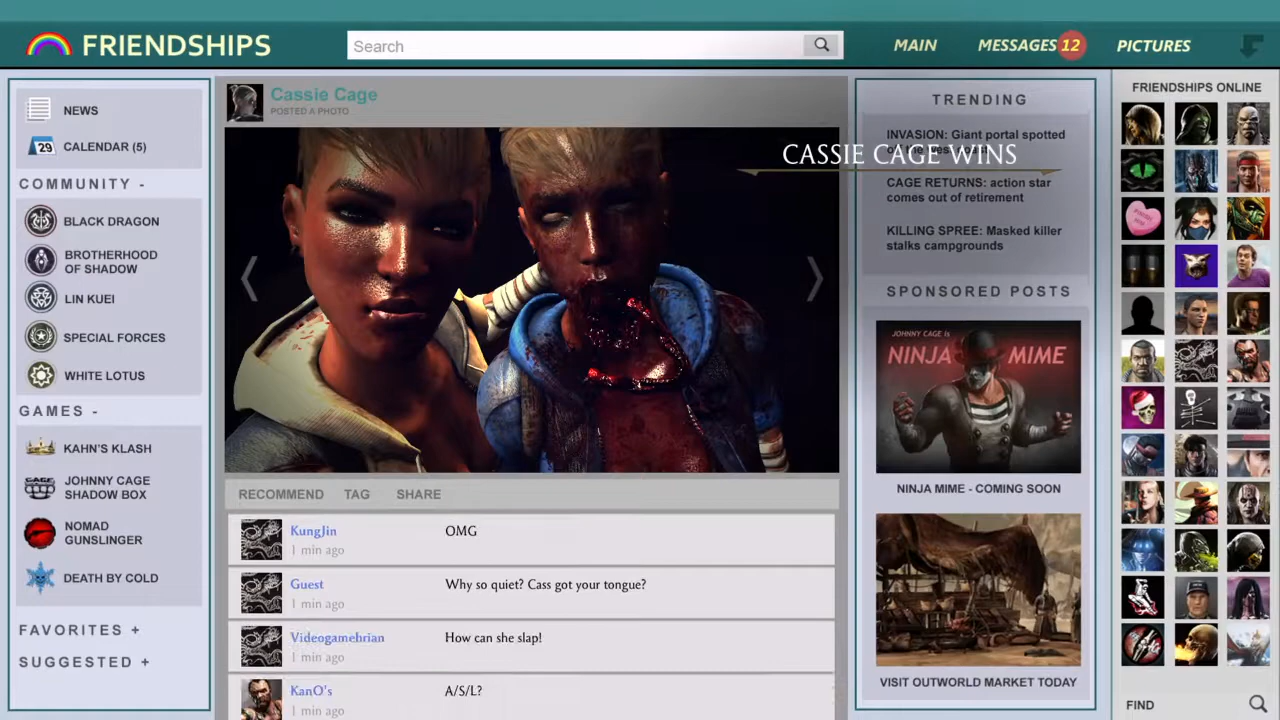 FRIENDSHIPS
Search
MAIN
MESSAGES 12
PICTURES
NEWS
29
CALENDAR (5)
COMMUNITY -
BLACK DRAGON
BROTHERHOOD
OF SHADOW
LIN KUEI
SPECIAL FORCES
WHITE LOTUS
GAMES -
KAHN'S KLASH
CAGE
JOHNNY CAGE
SHADOW BOX
NOMAD
GUNSLINGER
DEATH BY COLD
FAVORITES +
SUGGESTED +
Cassie Cage
POSTED A PHOTO
RECOMMEND
TAG
SHARE
KungJin
OMG
1 min ago
Guest
Why so quiet? Cass got your tongue?
1 min ago
Videogamehrian
How can she slap!
1 min ago
KanO's
A/S/L?
1 min ago
TRENDING
INVASION: Giant portal spotted
CASSIE CAGE WINS
CAGE RETURNS: action star
comes out of retirement
KILLING SPREE: Masked killer
stalks campgrounds
SPONSORED POSTS
JOHNNY CAGE is
NINJA MIME
NINJA MIME - COMING SOON
VISIT OUTWORLD MARKET TODAY
FRIENDSHIPS ONLINE
FIND